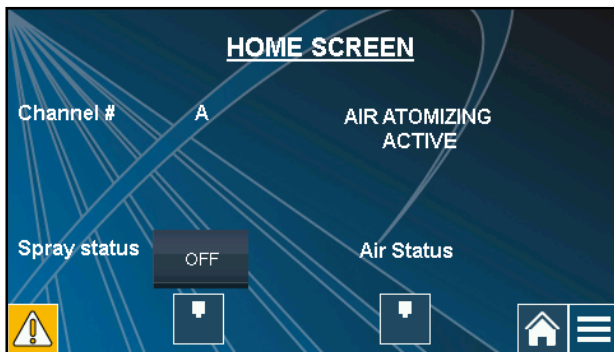 HOME SCREEN
Channel # A
AIR ATOMIZING
ACTIVE
Spray status OFF Air Status